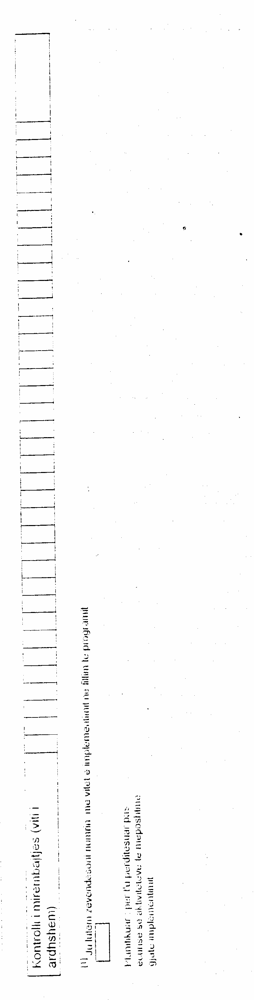 Kontrolli i mirembajtjes (viti i
ardhshem)
[1] Ju lutem zevendesoni numrin me vitet e implementimit ne fillim te programit
Planifikuar : per t'u perditesuar pas
ecurise se aktiviteteve te meposhtme
gjate implementimit